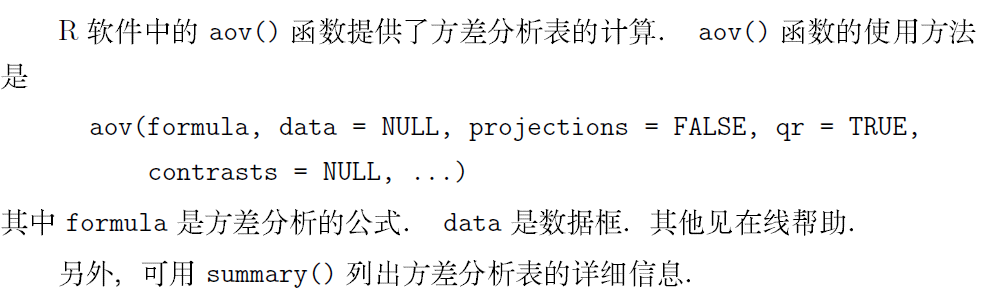 R 软件中的 aov() 函数提供了方差分析表的计算. aov() 函数的使用方法
是
aov(formula, data = NULL, projections = FALSE, qr = TRUE,
contrasts = NULL, ...)
其中 formula 是方差分析的公式. data 是数据框. 其他见在线帮助.
另外, 可用 summary() 列出方差分析表的详细信息.